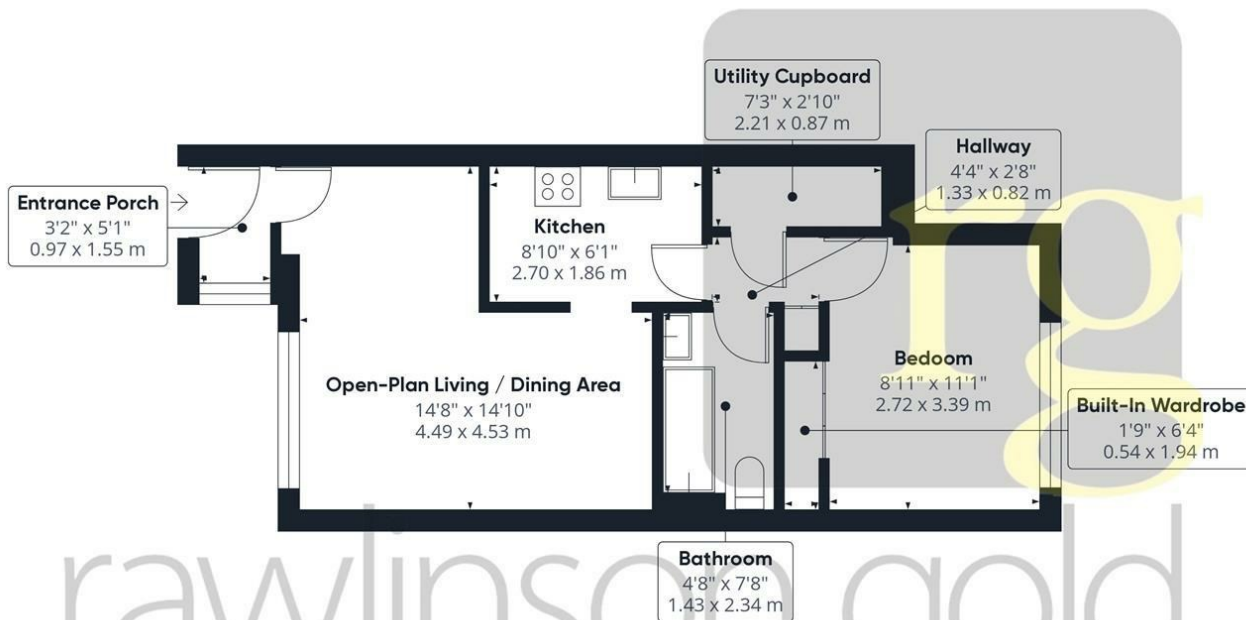 Utility Cupboard
7'3" x 2'10"
2.21 x 0.87 m
Hallway
4'4" x 2'8"
1.33 x 0.82 m
Entrance Porch
3'2" x 5'1"
0.97 x 1.55 m
Kitchen
8'10" x 6'1"
2.70 x 1.86 m
Open-Plan Living / Dining Area
14'8" x 14'10"
4.49 x 4.53 m
Bedoom
8'11" x 11'1"
2.72 x 3.39 m
Built-In Wardrobe
1'9" x 6'4"
0.54 x 1.94 m
Bathroom
4'8" x 7'8"
1.43 x 2.34 m
rg
rawlinson gold